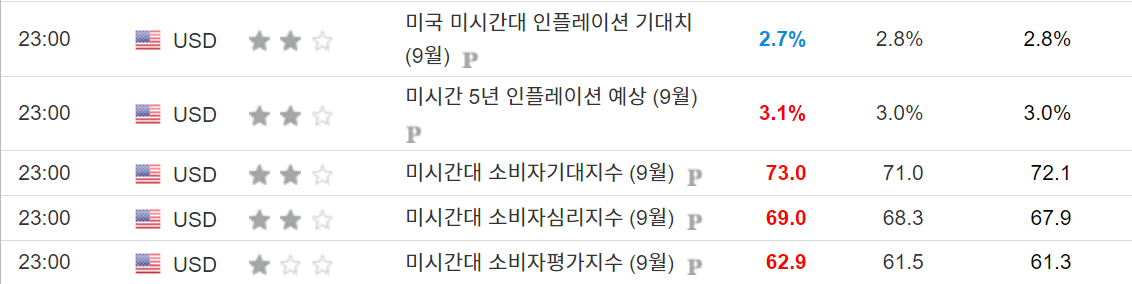 23:00 USD 미국 미시간대 인플레이션 기대치 (9월) P 2.7% 2.8% 2.8%
23:00 USD 미시간 5년 인플레이션 예상 (9월) P 3.1% 3.0% 3.0%
23:00 USD 미시간대 소비자기대지수 (9월) P 73.0 71.0 72.1
23:00 USD 미시간대 소비자심리지수 (9월) P 69.0 68.3 67.9
23:00 USD 미시간대 소비자평가지수 (9월) P 62.9 61.5 61.3